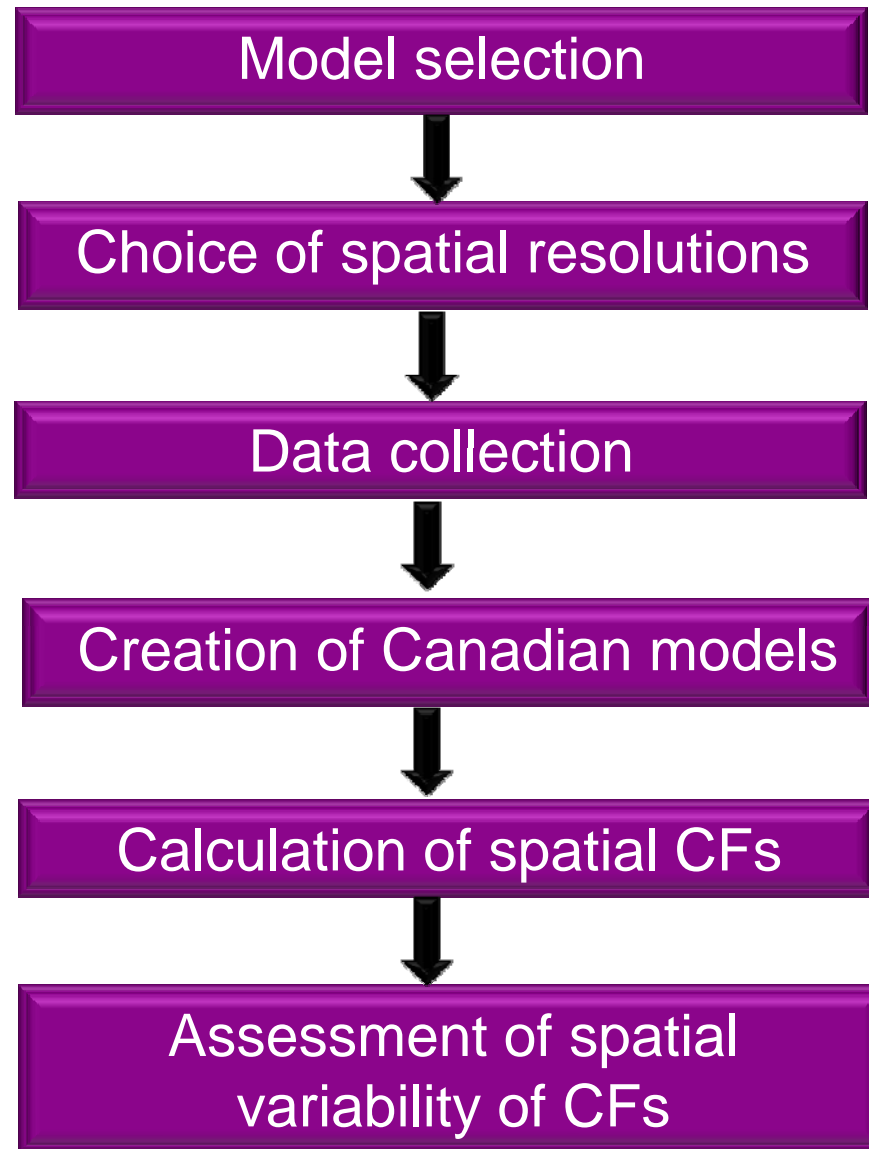 Model selection
Choice of spatial resolutions
Data collection
Creation of Canadian models
Calculation of spatial CFs
Assessment of spatial
variability of CFs